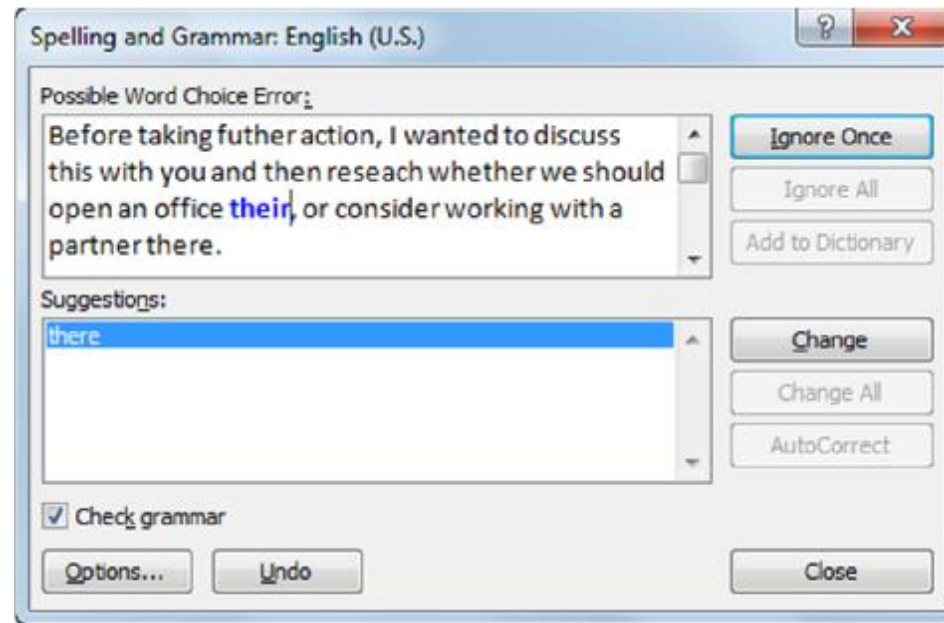 Spelling and Grammar: English (U.S.)
?
Possible Word Choice Error:
Before taking futher action, I wanted to discuss
this with you and then reseach whether we should
open an office their, or consider working with a
partner there.
Ignore Once
Ignore All
Add to Dictionary
Suggestions:
there
Change
Change All
AutoCorrect
Check grammar
Options...
Undo
Close